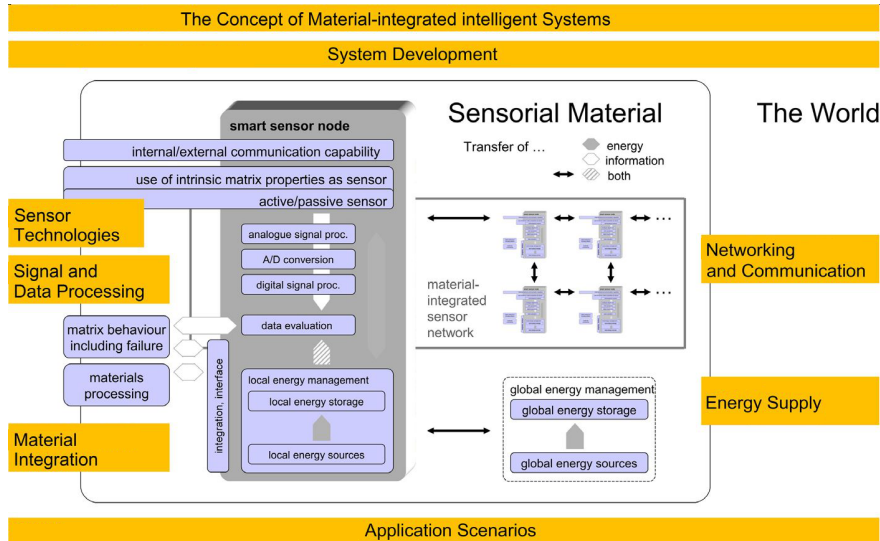 The Concept of Material-integrated intelligent Systems
System Development
Sensorial Material
The World
smart sensor node
Transfer of …
energy
information
both
internal/external communication capability
use of intrinsic matrix properties as sensor
active/passive sensor
Sensor
Technologies
analogue signal proc.
A/D conversion
digital signal proc.
data evaluation
Signal and
Data Processing
matrix behaviour
including failure
materials
processing
integration, interface
Material
Integration
local energy management
local energy storage
local energy sources
material-
integrated
sensor
network
…
…
Networking
and Communication
global energy management
global energy storage
global energy sources
Energy Supply
Application Scenarios